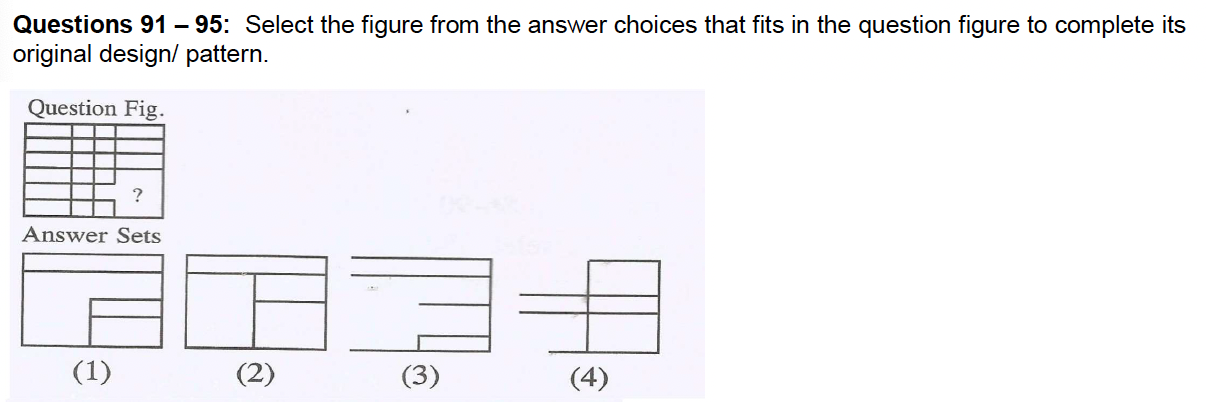 Questions 91 – 95:  Select the figure from the answer choices that fits in the question figure to complete its
original design/ pattern.
Question Fig.
?
Answer Sets
(1) (2) (3) (4)